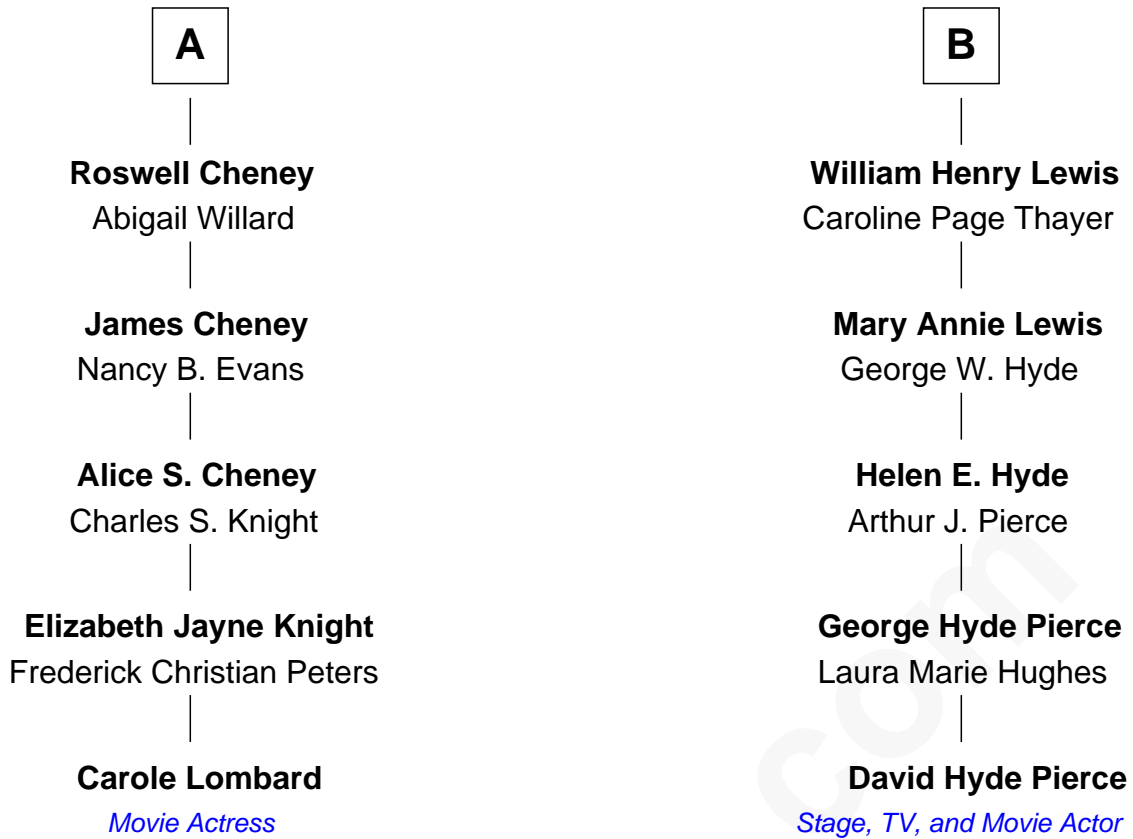 A
Roswell Cheney
Abigail Willard
James Cheney
Nancy B. Evans
Alice S. Cheney
Charles S. Knight
Elizabeth Jayne Knight
Frederick Christian Peters
Carole Lombard
Movie Actress
B
William Henry Lewis
Caroline Page Thayer
Mary Annie Lewis
George W. Hyde
Helen E. Hyde
Arthur J. Pierce
George Hyde Pierce
Laura Marie Hughes
David Hyde Pierce
Stage, TV, and Movie Actor
com